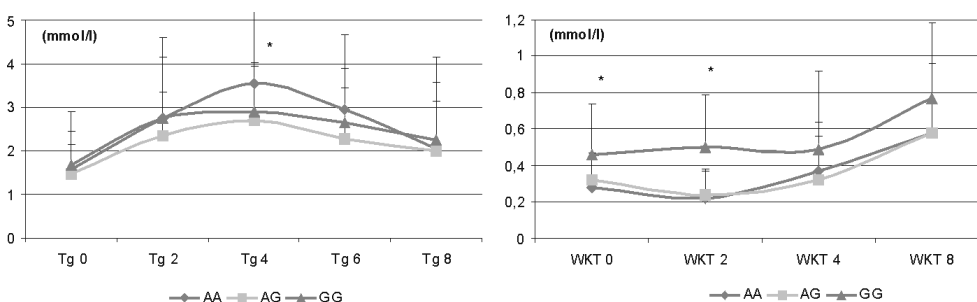 (mmol/l)
5
4
3
2
1
0
Tg 0 Tg 2 Tg 4 Tg 6 Tg 8
*
AA AG GG
(mmol/l)
1,2
1
0,8
0,6
0,4
0,2
0
WKT 0 WKT 2 WKT 4 WKT 8
* *
AA AG GG